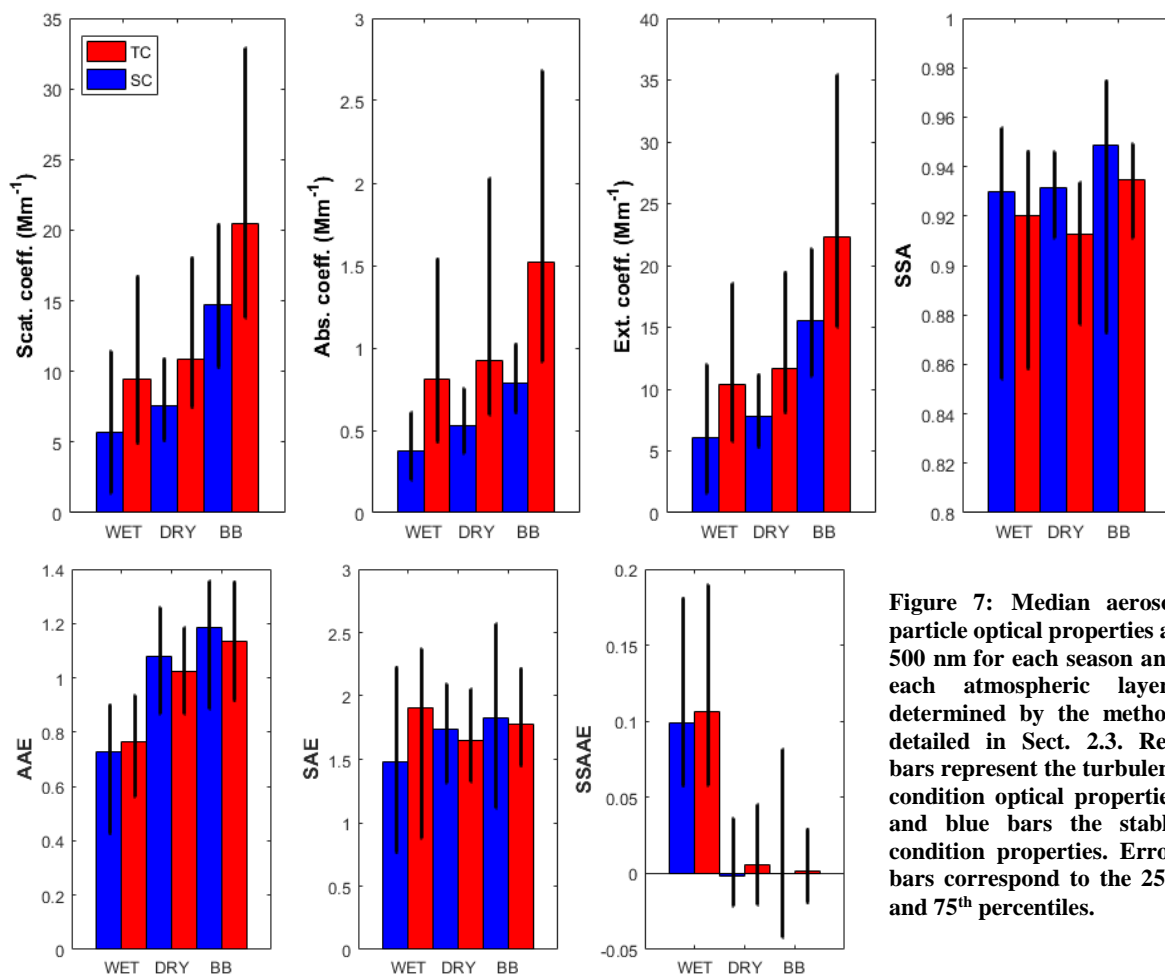 35
30
25
20
15
10
5
0
Scat. coeff. (Mm⁻¹)
TC
SC
WET DRY BB
3
2.5
2
1.5
1
0.5
0
Abs. coeff. (Mm⁻¹)
WET DRY BB
40
35
30
25
20
15
10
5
0
Ext. coeff. (Mm⁻¹)
WET DRY BB
1
0.98
0.96
0.94
0.92
0.9
0.88
0.86
0.84
0.82
0.8
SSA
WET DRY BB
1.4
1.2
1
0.8
0.6
0.4
0.2
0
AAE
WET DRY BB
3
2.5
2
1.5
1
0.5
0
SAE
WET DRY BB
0.2
0.15
0.1
0.05
0
-0.05
SSAAE
WET DRY BB
Figure 7: Median aeroso
particle optical properties a
500 nm for each season an
each atmospheric layer
determined by the metho
detailed in Sect. 2.3. Re
bars represent the turbulen
condition optical propertie
and blue bars the stabl
condition properties. Erro
bars correspond to the 25
and 75th percentiles.